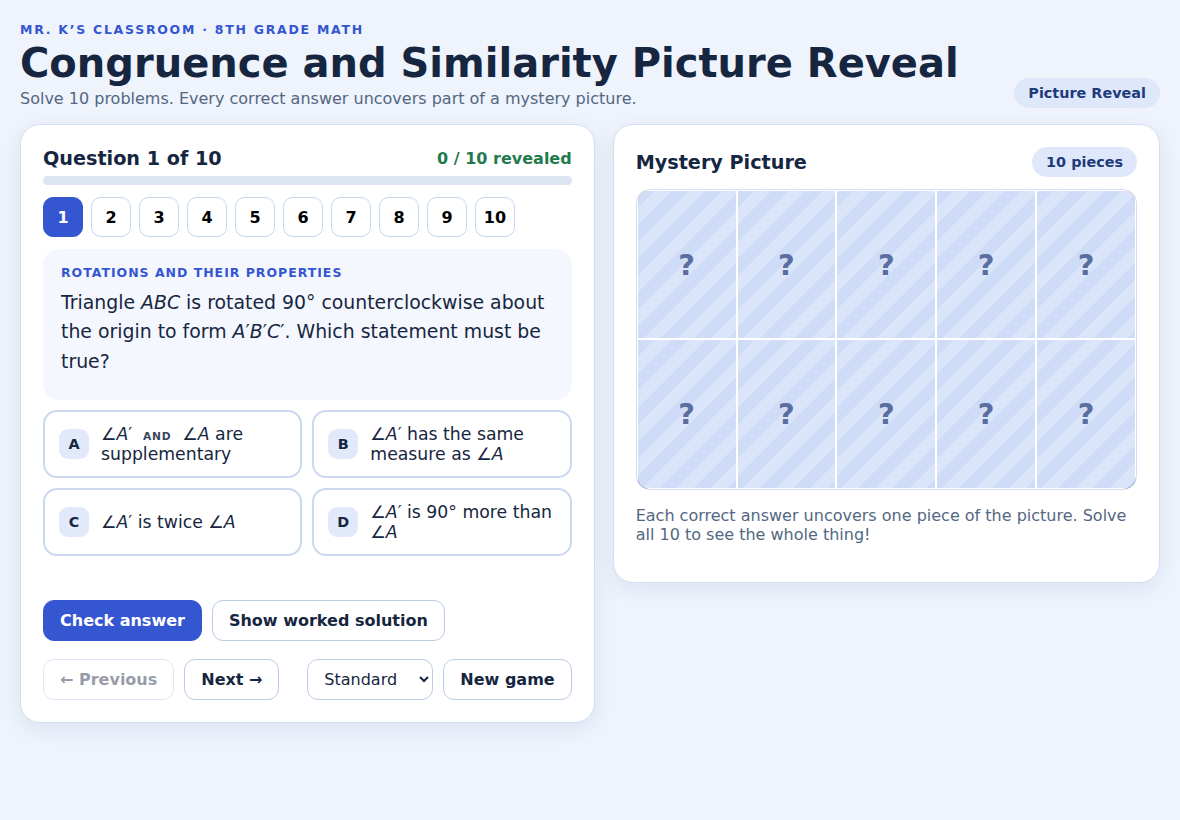 MR. K’S CLASSROOM · 8TH GRADE MATH
Congruence and Similarity Picture Reveal
Solve 10 problems. Every correct answer uncovers part of a mystery picture.
Picture Reveal
Question 1 of 10
0 / 10 revealed
1 2 3 4 5 6 7 8 9 10
ROTATIONS AND THEIR PROPERTIES
Triangle ABC is rotated 90° counterclockwise about
the origin to form A′B′C′. Which statement must be
true?
A
∠A′ AND ∠A are
supplementary
B
∠A′ has the same
measure as ∠A
C
∠A′ is twice ∠A
D
∠A′ is 90° more than
∠A
Check answer
Show worked solution
← Previous
Next →
Standard
New game
Mystery Picture
10 pieces
? ? ? ? ?
? ? ? ? ?
Each correct answer uncovers one piece of the picture. Solve
all 10 to see the whole thing!